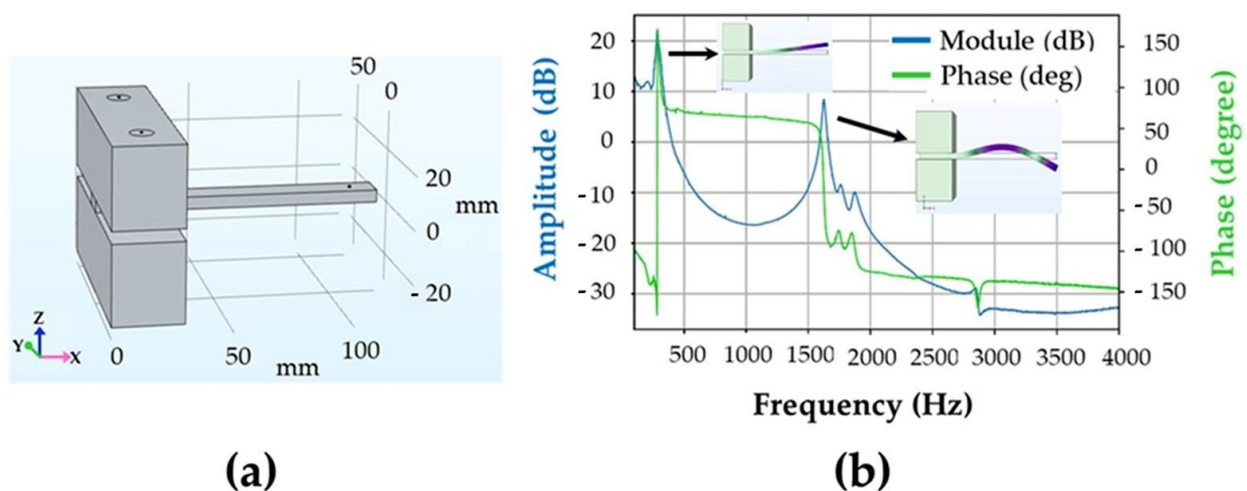 50
0
20
mm
0
- 20
Z
Y
X
0
50
mm
100
(a)
Module (dB)
Phase (deg)
Amplitude (dB)
20
10
0
- 10
- 20
- 30
150
100
50
0
- 50
- 100
- 150
Phase (degree)
500 1000 1500 2000 2500 3000 3500 4000
Frequency (Hz)
(b)